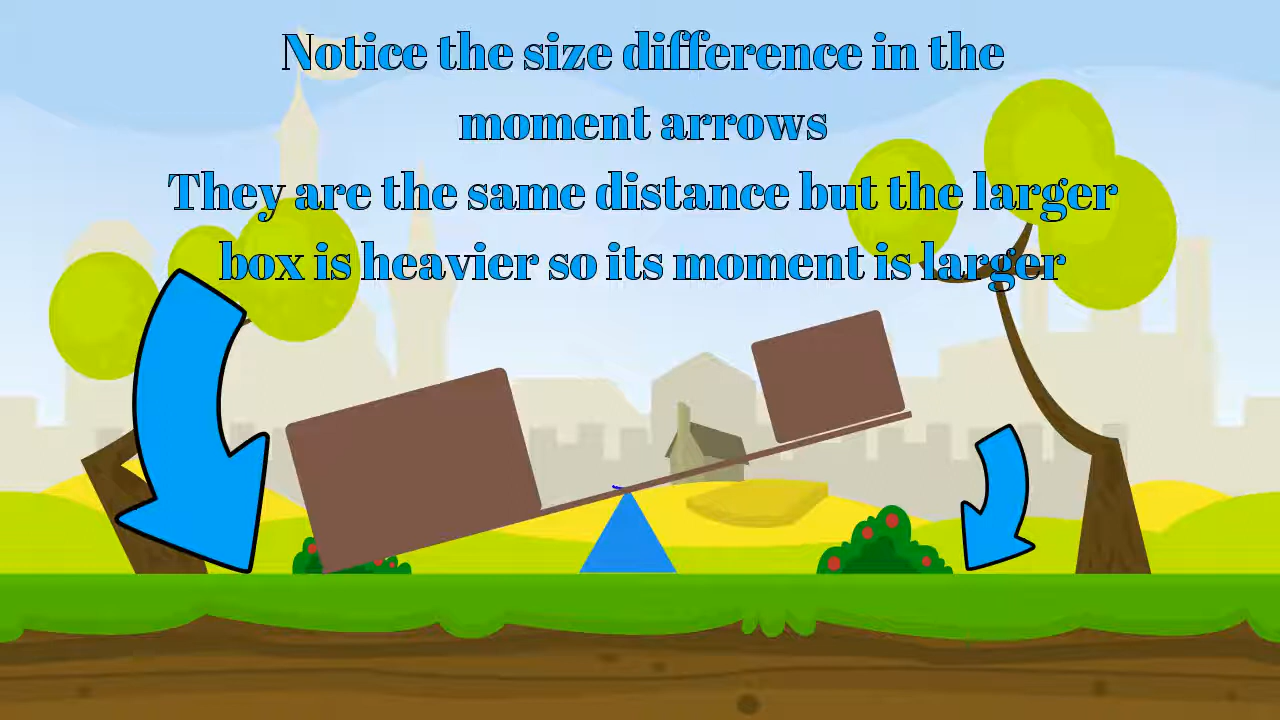 Notice the size difference in the
moment arrows
They are the same distance but the larger
box is heavier so its moment is larger